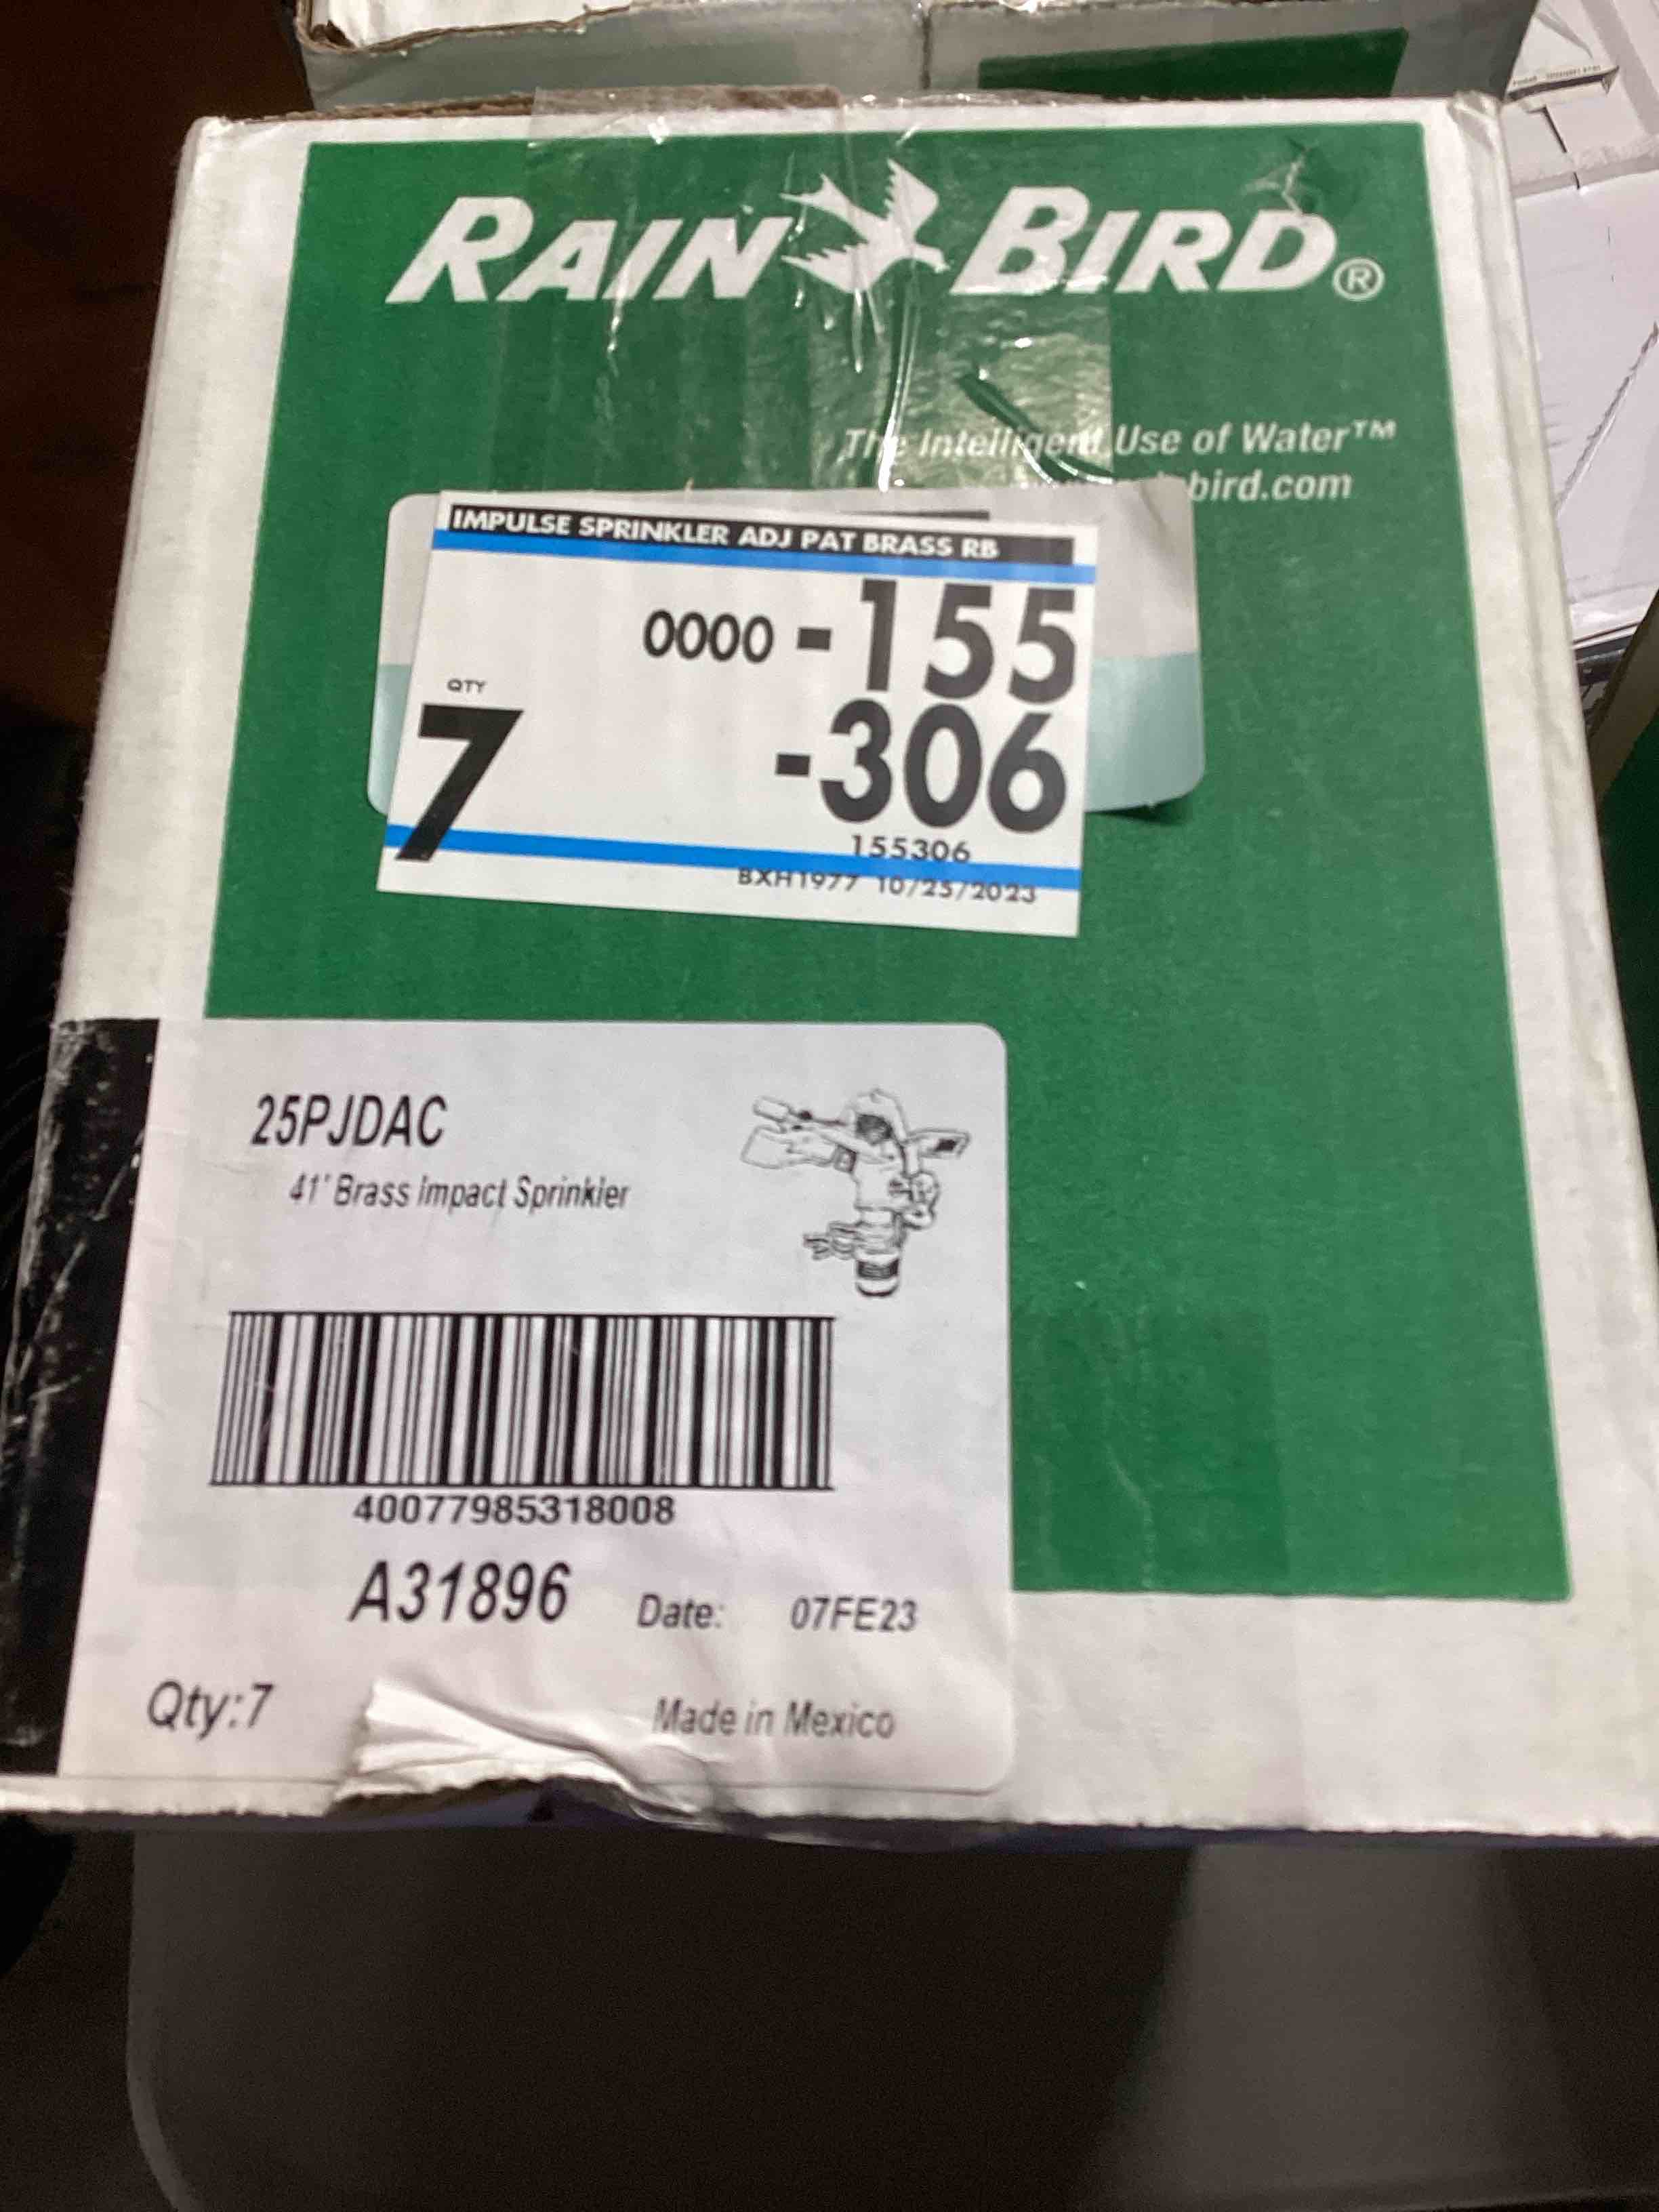 RAIN BIRD®
The Intelligent Use of Water™
bird.com
IMPULSE SPRINKLER ADJ PAT BRASS RB
0000 -155
QTY
7
-306
155306
BXH1977 10/25/2023
25PJDAC
41' Brass Impact Sprinkler
40077985318008
A31896 Date: 07FE23
Qty:7 Made in Mexico